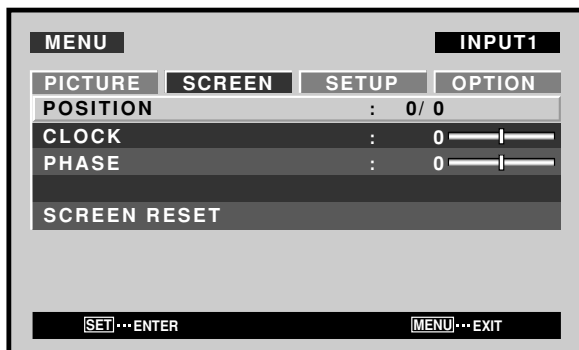 MENU INPUT1
PICTURE SCREEN SETUP OPTION
POSITION : 0/ 0
CLOCK : 0
PHASE : 0
SCREEN RESET
SET···ENTER MENU···EXIT